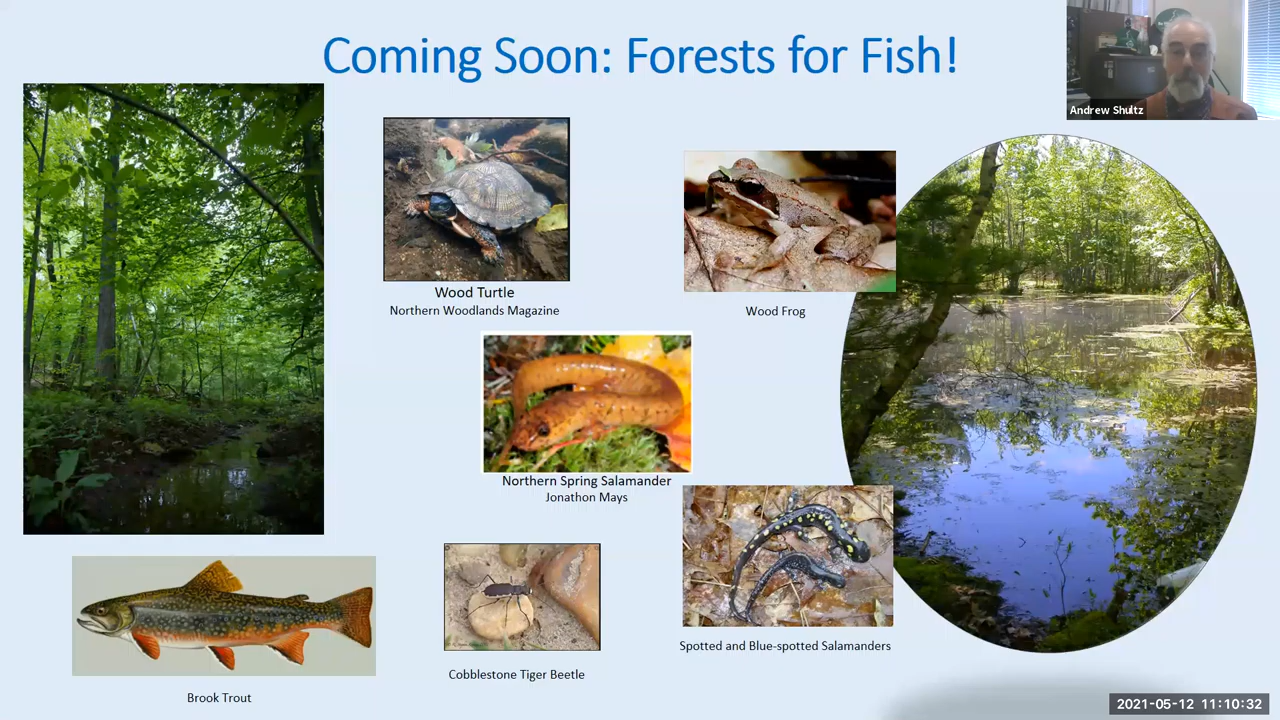 Coming Soon: Forests for Fish!
Andrew Shultz
Wood Turtle
Northern Woodlands Magazine
Wood Frog
Northern Spring Salamander
Jonathon Mays
Spotted and Blue-spotted Salamanders
Cobblestone Tiger Beetle
Brook Trout
2021-05-12 11:10:32